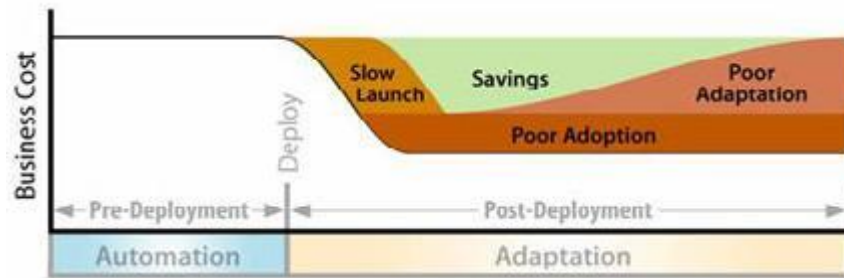 Business Cost
Slow
Launch
Savings
Poor
Adaptation
Poor Adoption
Deploy
Pre-Deployment
Post-Deployment
Automation
Adaptation